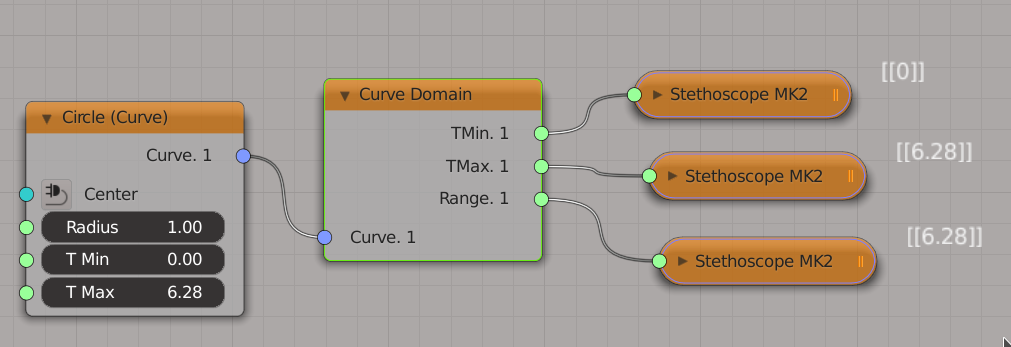 Circle (Curve)
Curve. 1
Center
Radius 1.00
T Min 0.00
T Max 6.28
Curve Domain
TMin. 1
TMax. 1
Range. 1
Curve. 1
Stethoscope MK2
[[0]]
Stethoscope MK2
[[6.28]]
Stethoscope MK2
[[6.28]]